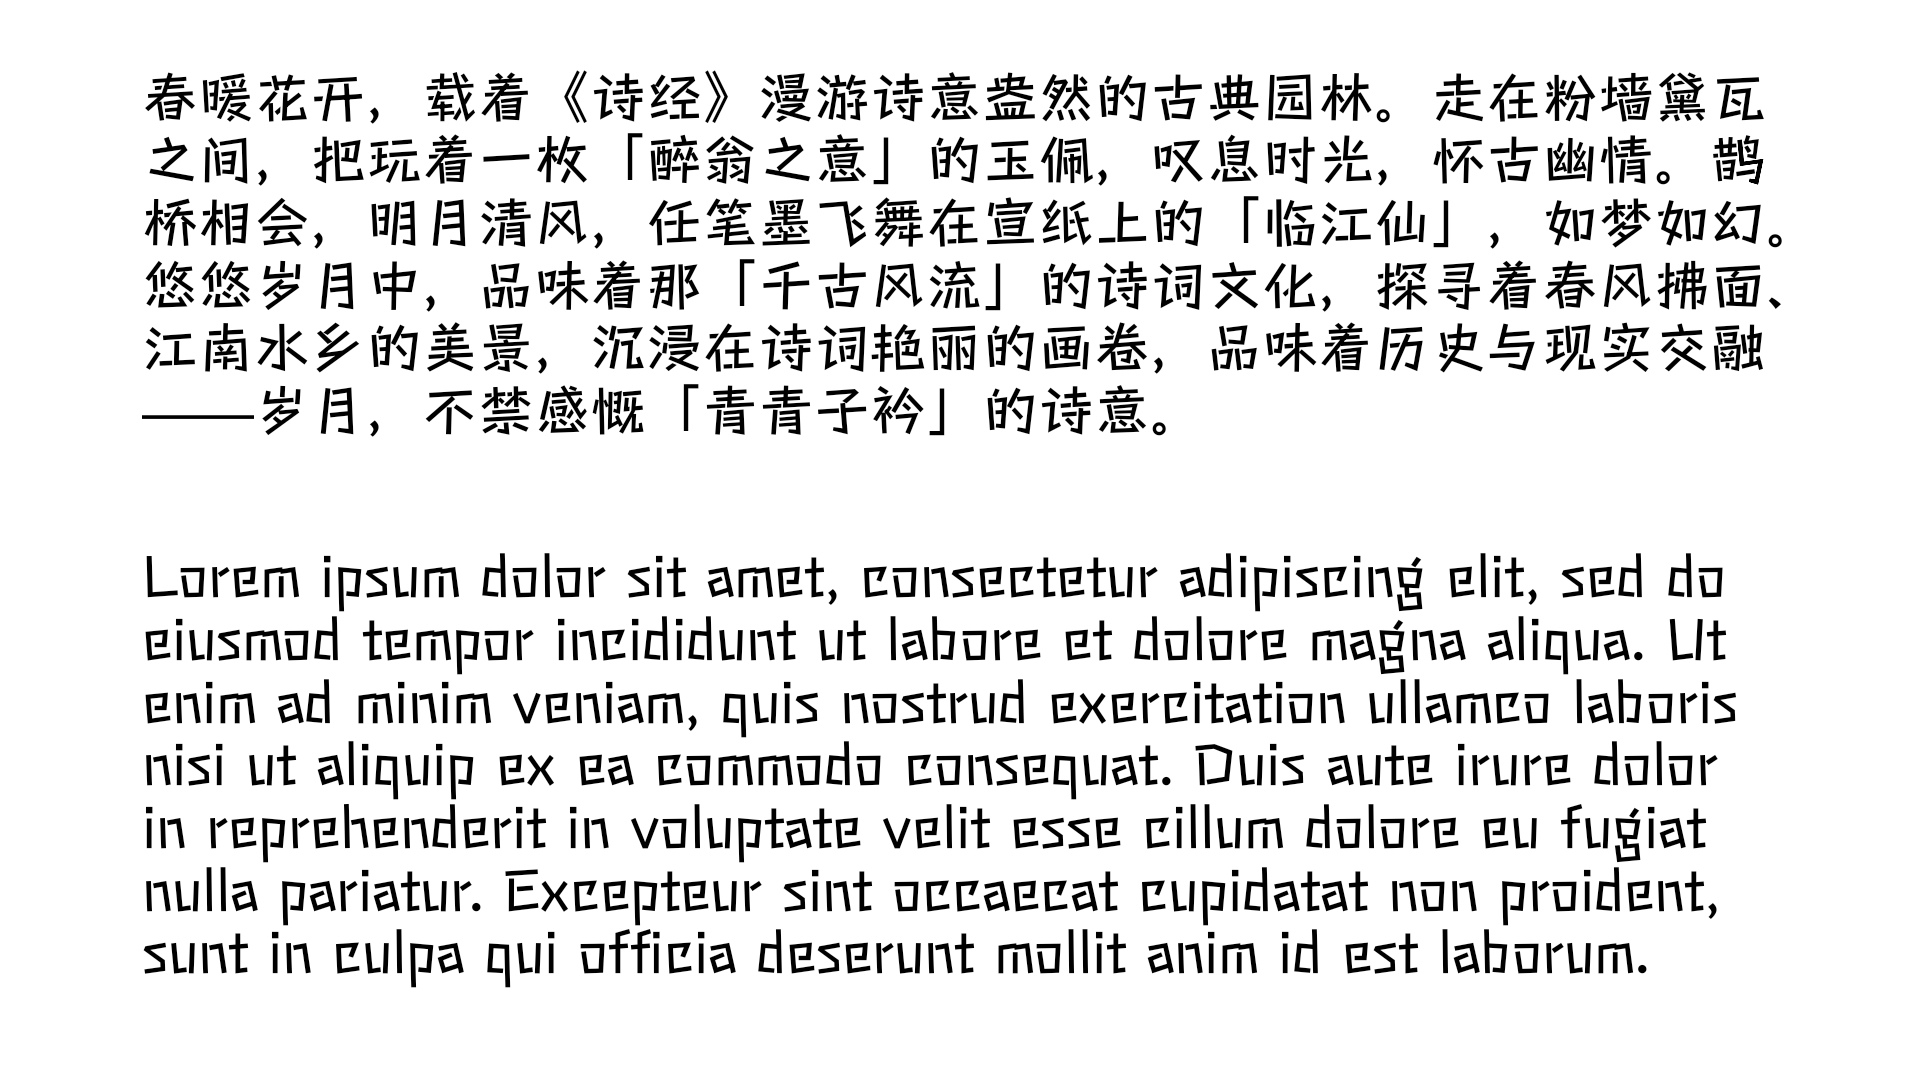 春暖花开，载着《诗经》漫游诗意盎然的古典园林。走在粉墙黛瓦
之间，把玩着一枚「醉翁之意」的玉佩，叹息时光，怀古幽情。鹊
桥相会，明月清风，任笔墨飞舞在宣纸上的「临江仙」，如梦如幻。
悠悠岁月中，品味着那「千古风流」的诗词文化，探寻着春风拂面、
江南水乡的美景，沉浸在诗词艳丽的画卷，品味着历史与现实交融
——岁月，不禁感慨「青青子衿」的诗意。
Lorem ipsum dolor sit amet, consectetur adipiscing elit, sed do
eiusmod tempor incididunt ut labore et dolore magna aliqua. Ut
enim ad minim veniam, quis nostrud exercitation ullamco laboris
nisi ut aliquip ex ea commodo consequat. Duis aute irure dolor
in reprehenderit in voluptate velit esse cillum dolore eu fugiat
nulla pariatur. Excepteur sint occaecat cupidatat non proident,
sunt in culpa qui officia deserunt mollit anim id est laborum.